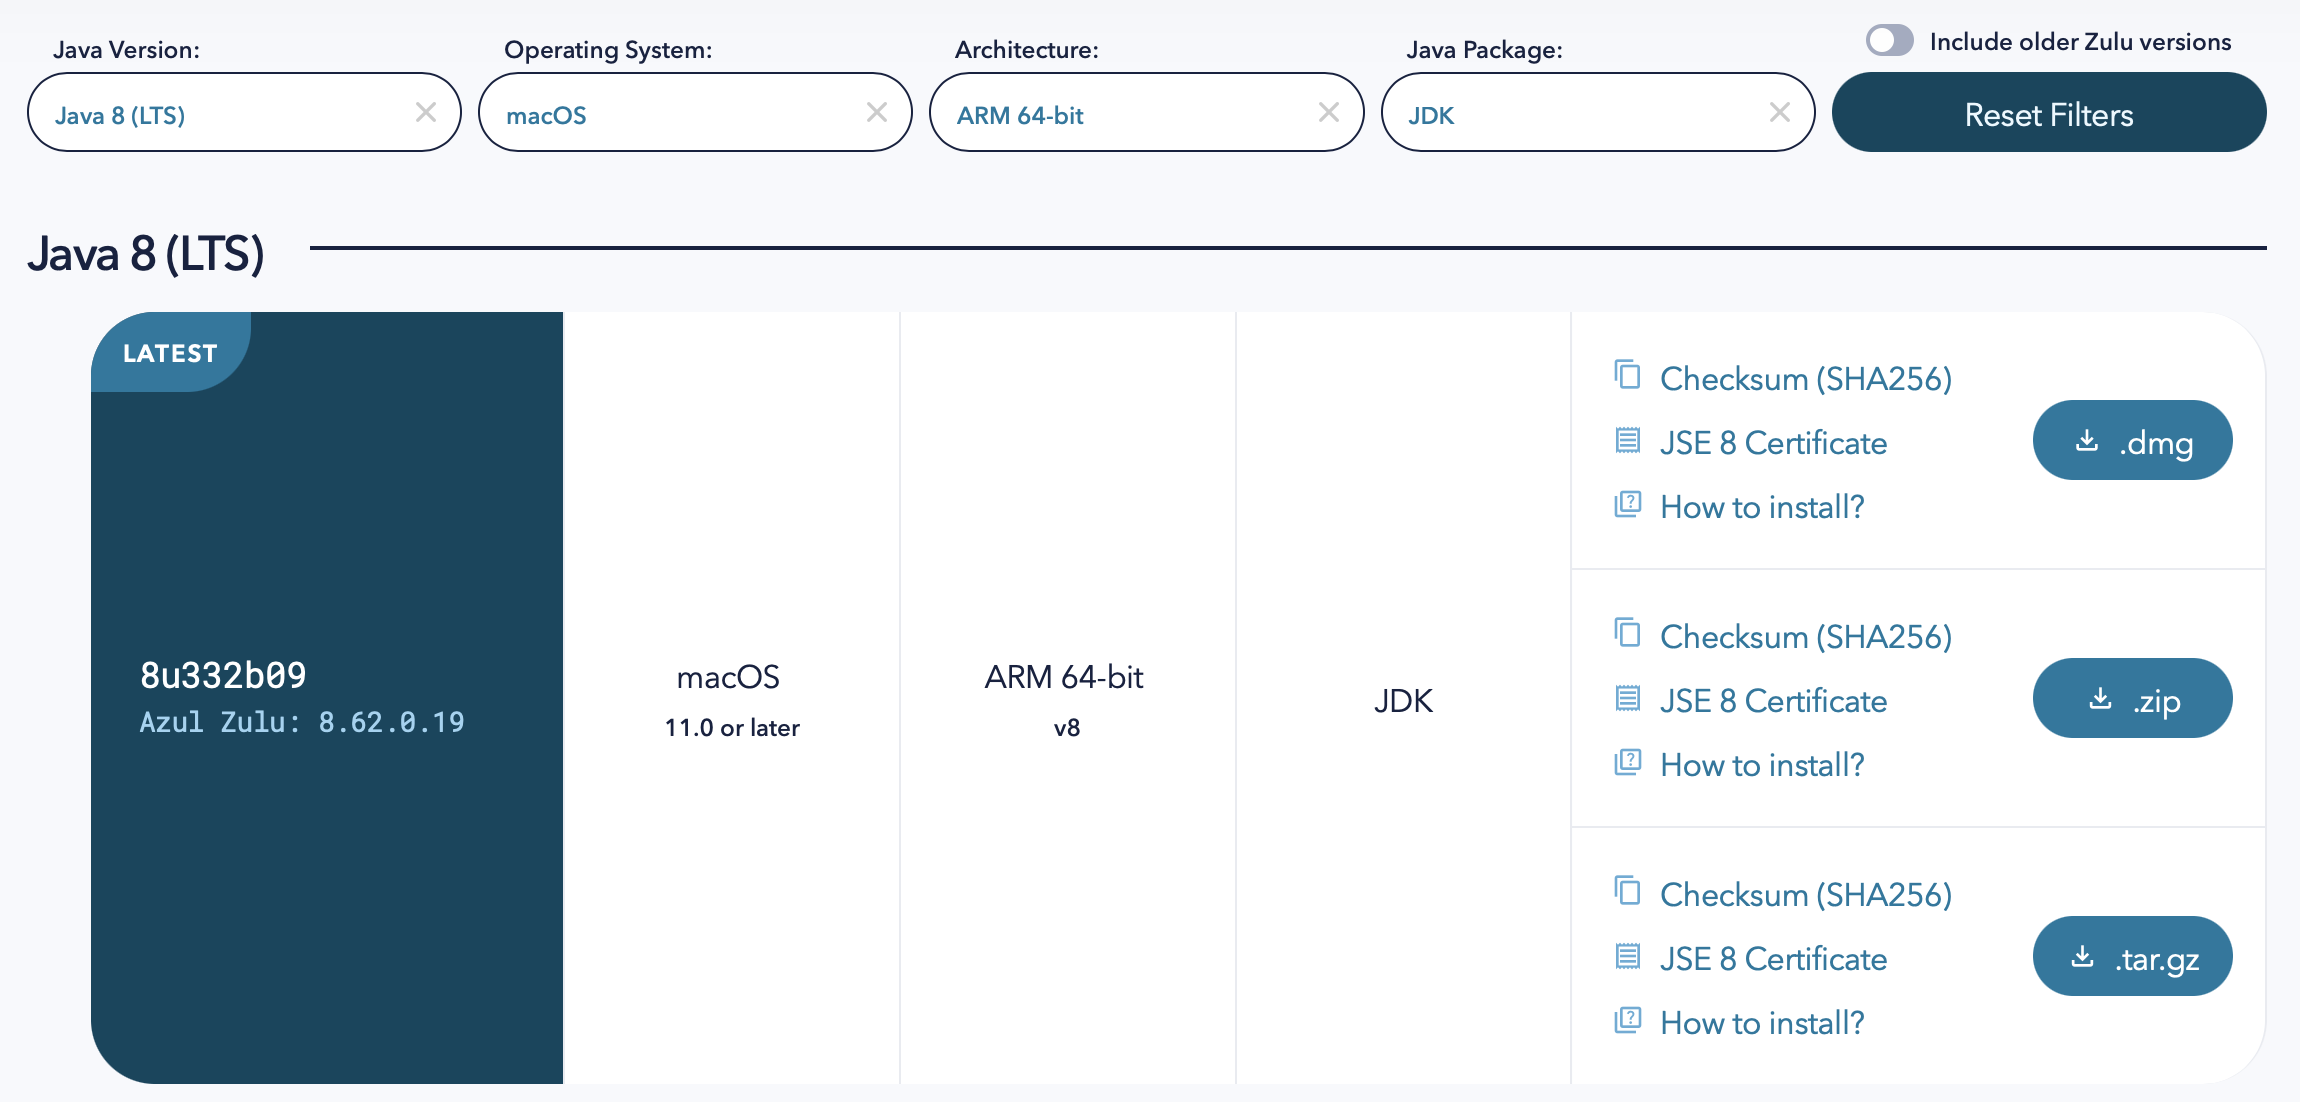 Java Version:
Operating System:
Architecture:
Java Package:
Include older Zulu versions
Java 8 (LTS)
macOS
ARM 64-bit
JDK
Reset Filters
Java 8 (LTS)
LATEST
8u332b09
Azul Zulu: 8.62.0.19
macOS
11.0 or later
ARM 64-bit
v8
JDK
Checksum (SHA256)
JSE 8 Certificate
How to install?
.dmg
Checksum (SHA256)
JSE 8 Certificate
How to install?
.zip
Checksum (SHA256)
JSE 8 Certificate
How to install?
.tar.gz